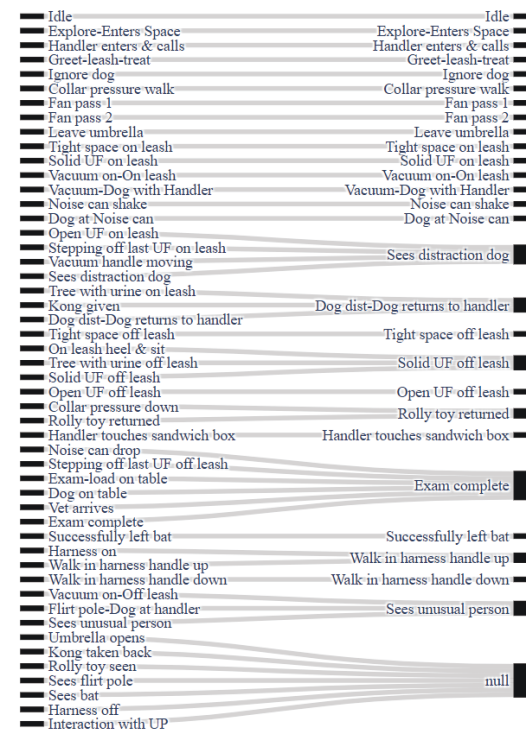 Idle Idle
Explore-Enters Space Explore-Enters Space
Handler enters & calls Handler enters & calls
Greet-leash-treat Greet-leash-treat
Ignore dog Ignore dog
Collar pressure walk Collar pressure walk
Fan pass 1 Fan pass 1
Fan pass 2 Fan pass 2
Leave umbrella Leave umbrella
Tight space on leash Tight space on leash
Solid UF on leash Solid UF on leash
Vacuum on-On leash Vacuum on-On leash
Vacuum-Dog with Handler Vacuum-Dog with Handler
Noise can shake Noise can shake
Dog at Noise can Dog at Noise can
Open UF on leash
Stepping off last UF on leash
Sees distraction dog
Vacuum handle moving
Sees distraction dog
Tree with urine on leash
Kong given Dog dist-Dog returns to handler
Dog dist-Dog returns to handler
Tight space off leash Tight space off leash
On leash heel & sit
Tree with urine off leash Solid UF off leash
Solid UF off leash
Open UF off leash Open UF off leash
Collar pressure down
Rolly toy returned
Rolly toy returned
Handler touches sandwich box Handler touches sandwich box
Noise can drop
Stepping off last UF off leash
Exam-load on table
Exam complete
Dog on table
Vet arrives
Exam complete
Successfully left bat Successfully left bat
Harness on
Walk in harness handle up
Walk in harness handle up
Walk in harness handle down Walk in harness handle down
Vacuum on-Off leash
Flirt pole-Dog at handler Sees unusual person
Sees unusual person
Umbrella opens
Kong taken back
Rolly toy seen
Sees flirt pole null
Sees bat
Harness off
Interaction with UP